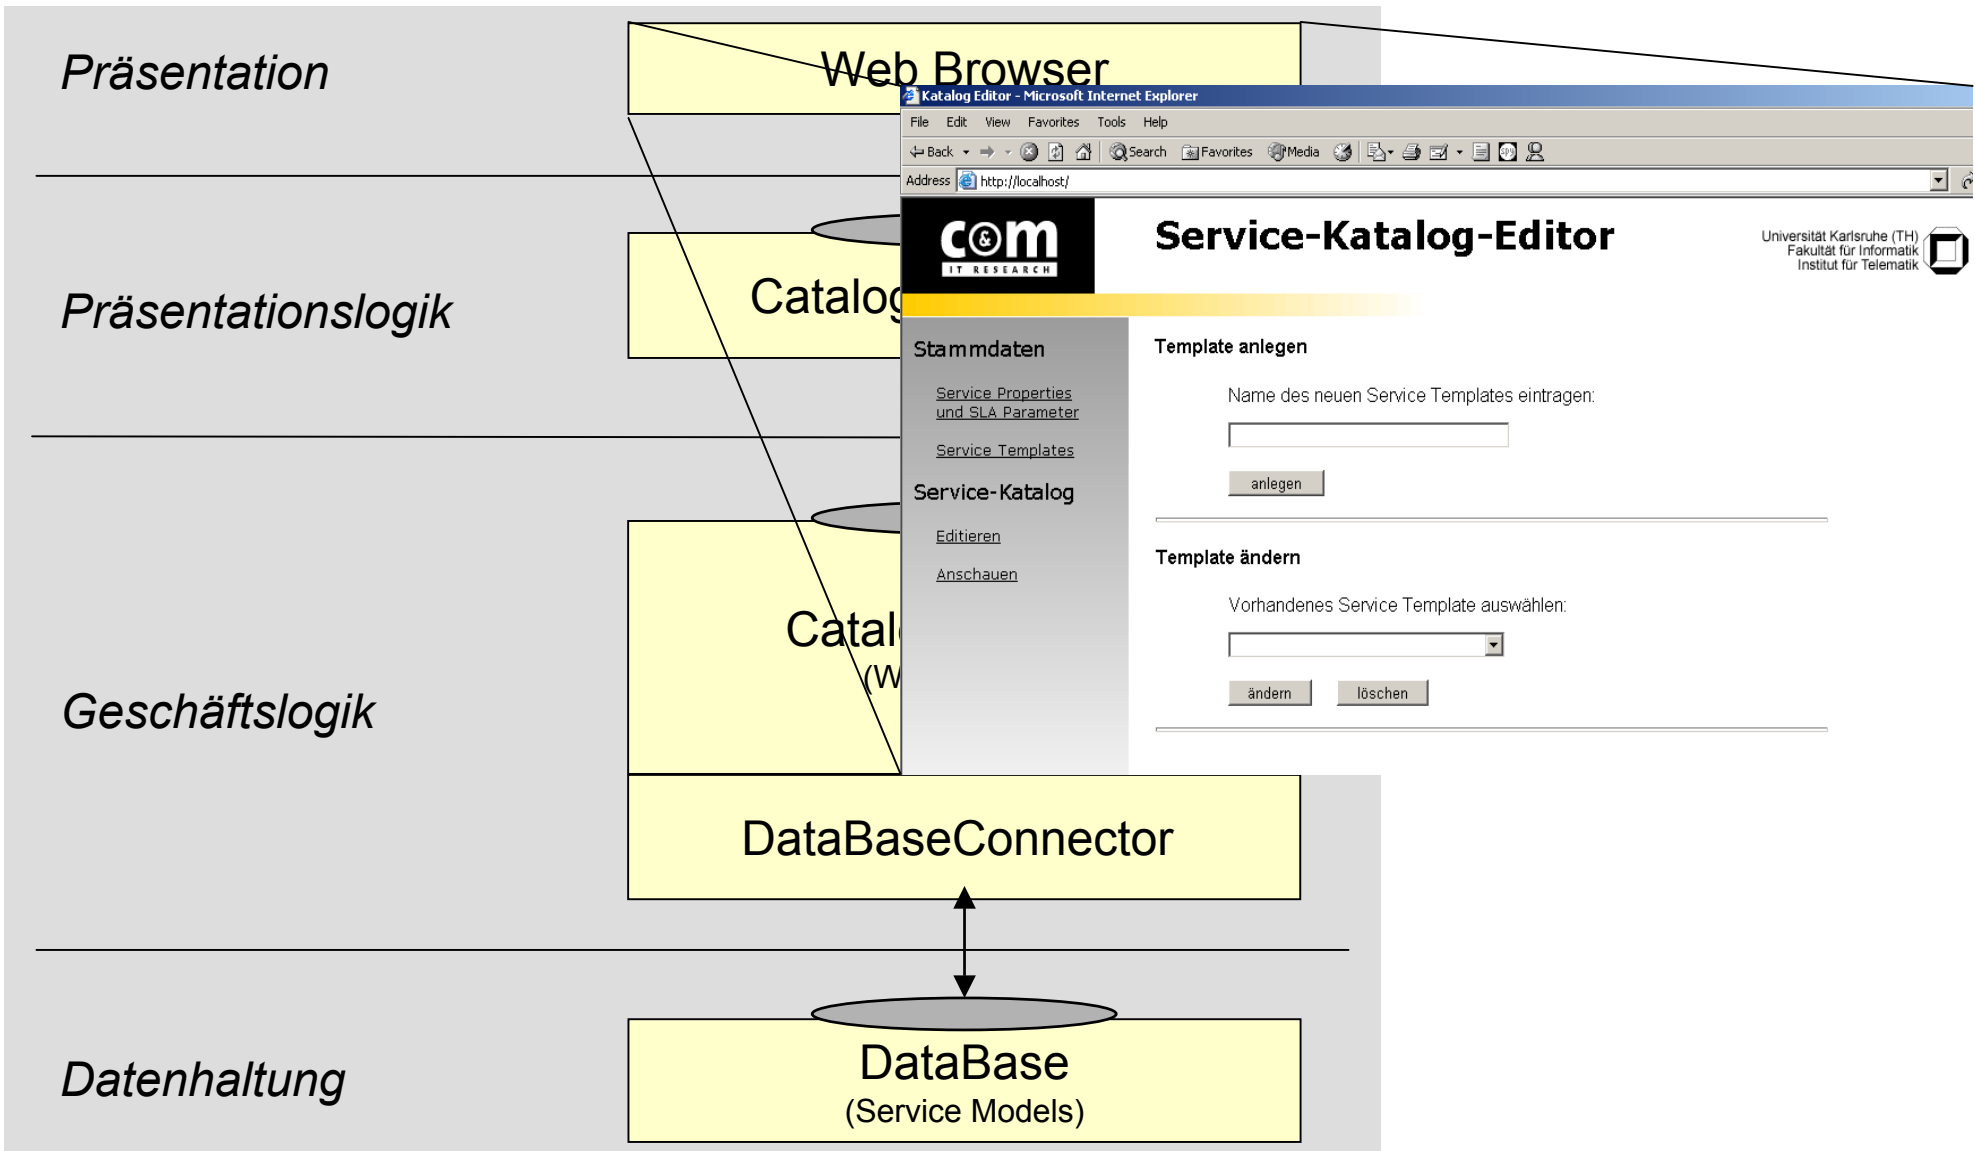 Präsentation
Web Browser
Präsentationslogik
Catalog
Geschäftslogik
Catal
(W
DataBaseConnector
Datenhaltung
DataBase
(Service Models)
Katalog Editor - Microsoft Internet Explorer
File Edit View Favorites Tools Help
Back Search Favorites Media
Address http://localhost/
C&M
IT RESEARCH
Service-Katalog-Editor
Universität Karlsruhe (TH)
Fakultät für Informatik
Institut für Telematik
Stammdaten
Service Properties
und SLA Parameter
Service Templates
Service-Katalog
Editieren
Anschauen
Template anlegen
Name des neuen Service Templates eintragen:
anlegen
Template ändern
Vorhandenes Service Template auswählen:
ändern löschen